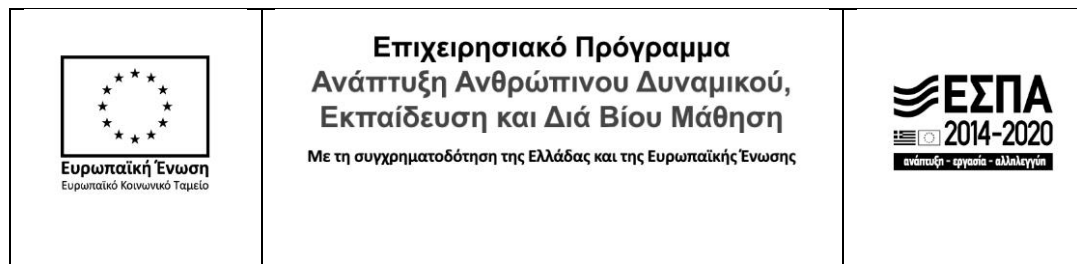 Ευρωπαϊκή Ένωση
Ευρωπαϊκό Κοινωνικό Ταμείο
Επιχειρησιακό Πρόγραμμα
Ανάπτυξη Ανθρώπινου Δυναμικού,
Εκπαίδευση και Διά Βίου Μάθηση
Με τη συγχρηματοδότηση της Ελλάδας και της Ευρωπαϊκής Ένωσης
ΕΣΠΑ
2014-2020
ανάπτυξη - εργασία - αλληλεγγύη